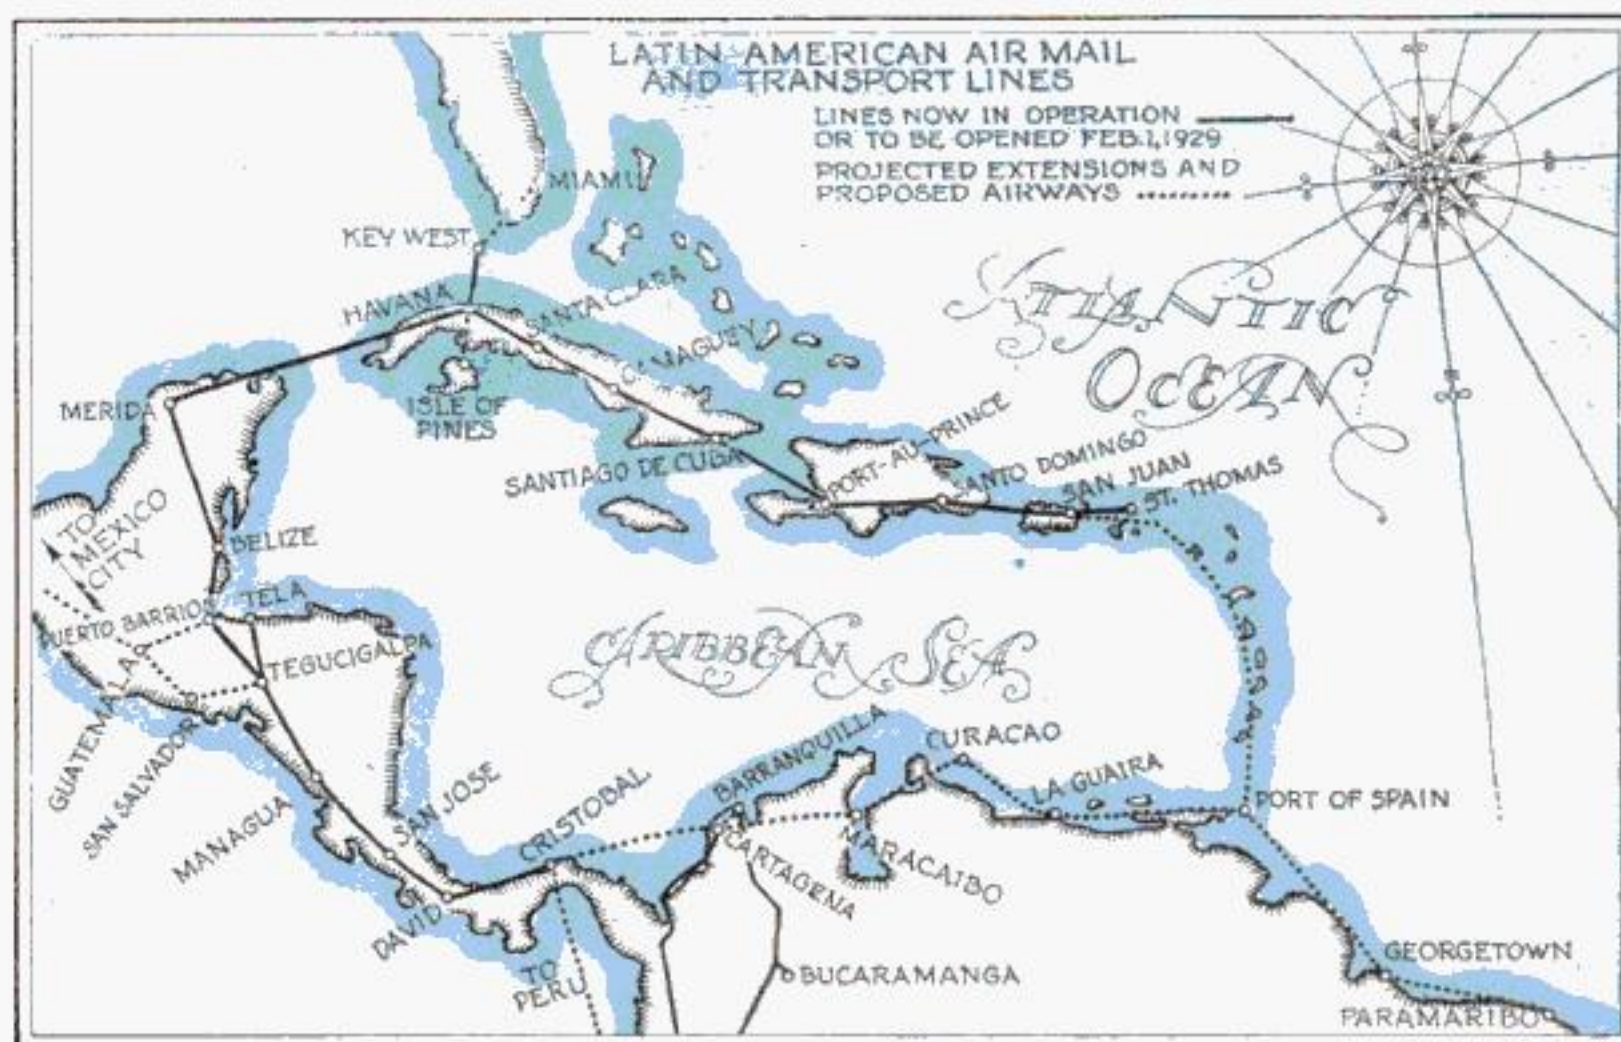 LATIN AMERICAN AIR MAIL
AND TRANSPORT LINES
LINES NOW IN OPERATION
OR TO BE OPENED FEB. 1, 1929
PROJECTED EXTENSIONS AND
PROPOSED AIRWAYS
MIAMI
KEY WEST
HAVANA
SANTA CLARA
CAMAGUEY
ATLANTIC
OCEAN
MERIDA
ISLE OF
PINES
SANTIAGO DE CUBA
PORT-AU-PRINCE
SANTO DOMINGO
SAN JUAN
ST. THOMAS
TO
MEXICO
CITY
BELIZE
PUERTO BARRIO
TELA
TEGUCIGALPA
CARIBBEAN SEA
GUATEMALA
SAN SALVADOR
MANAGUA
SAN JOSE
CRISTOBAL
BARRANQUILLA
CURACAO
LA GUAIRA
PORT OF SPAIN
CARTAGENA
MARACAIBO
DAVID
TO
PERU
BUCARAMANGA
GEORGETOWN
PARAMARIBO